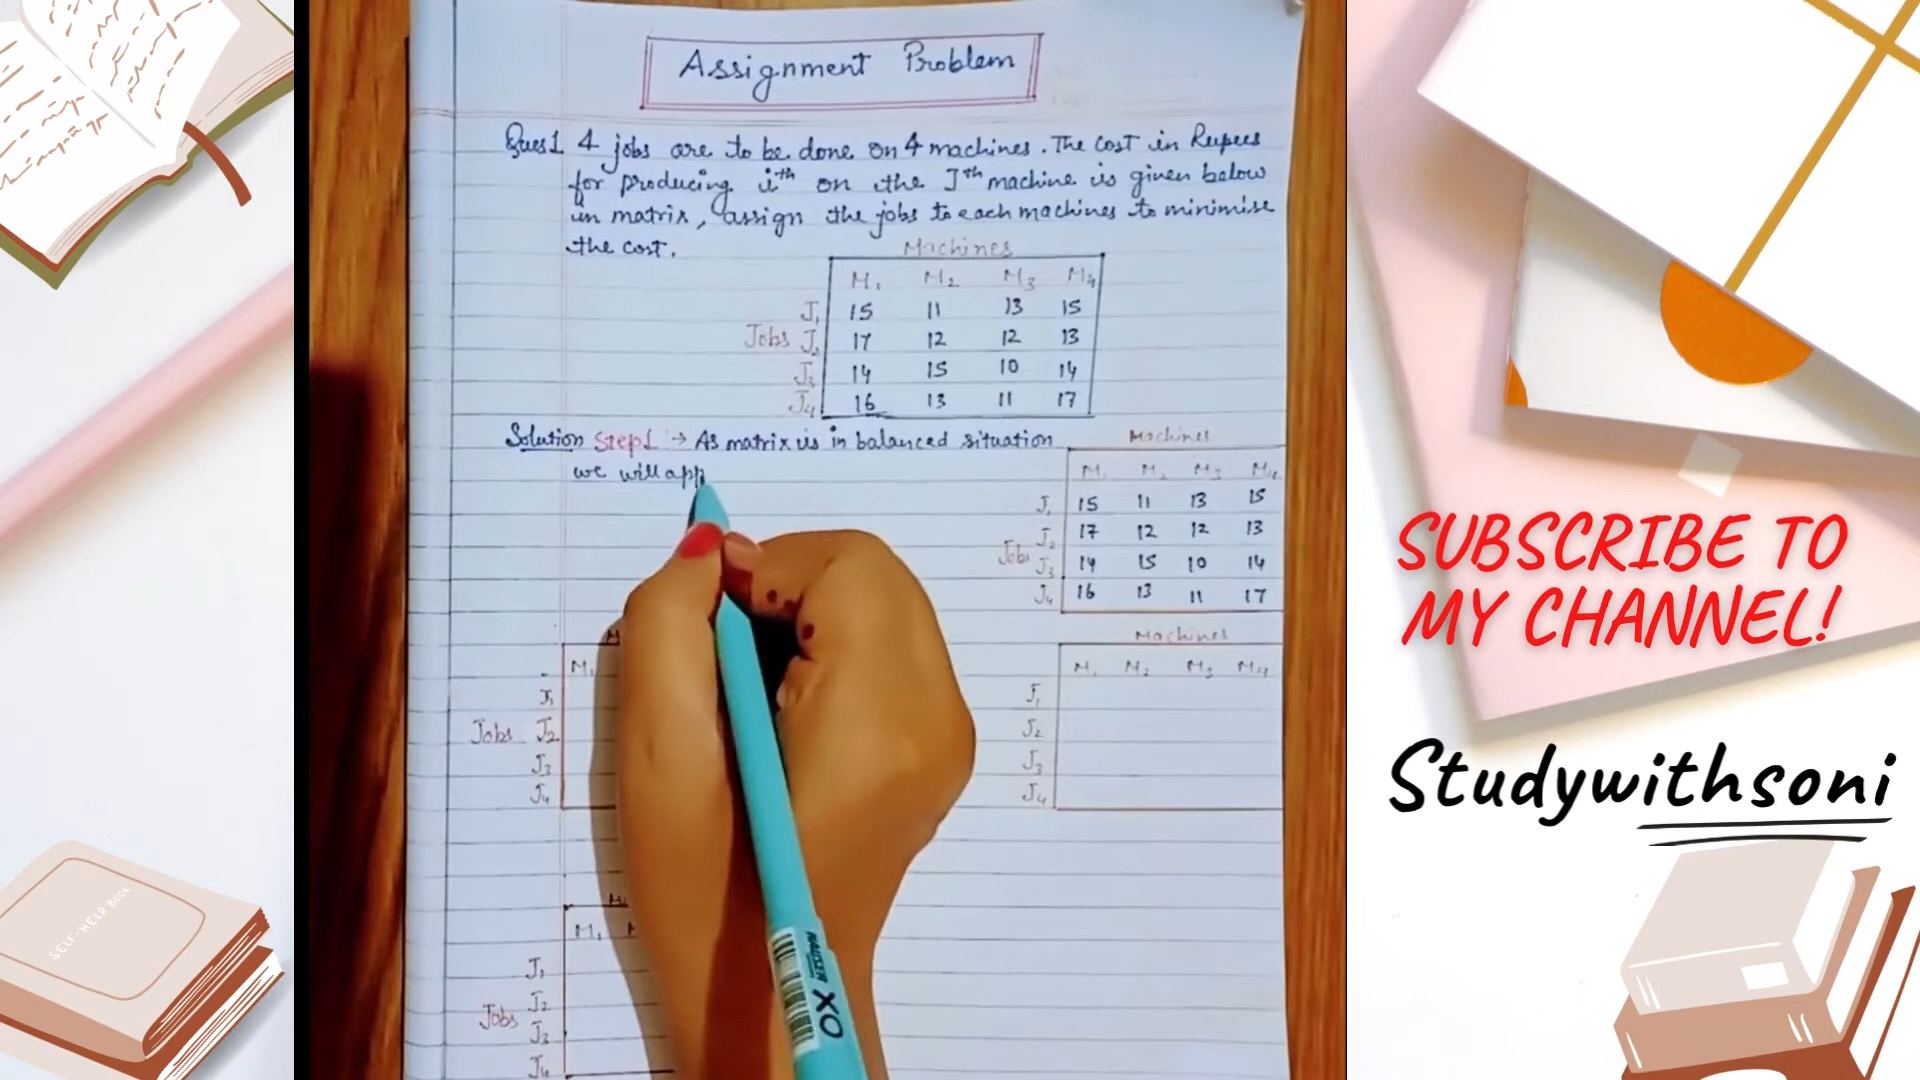 Assignment Problem
Ques1 4 jobs are to be done on 4 machines. The cost in Rupees
for producing ith on the Jth machine is given below
in matrix, assign the jobs to each machines to minimise
the cost.
Machines
M1 M2 M3 M4
J1 15 11 13 15
Jobs J2 17 12 12 13
J3 14 15 10 14
J4 16 13 11 17
Solution Step1 :→ As matrix is in balanced situation
we will app
Machines
M1 M2 M3 M4
J1 15 11 13 15
J2 17 12 12 13
Jobs J3 14 15 10 14
J4 16 13 11 17
M1
J1
Jobs J2
J3
J4
Machines
M1 M2 M3 M4
J1
J2
J3
J4
M1 M
J1
J2
Jobs J3
J4
HAUSER XO
SELF-HELP BOOK
SUBSCRIBE TO
MY CHANNEL!
Studywithsoni